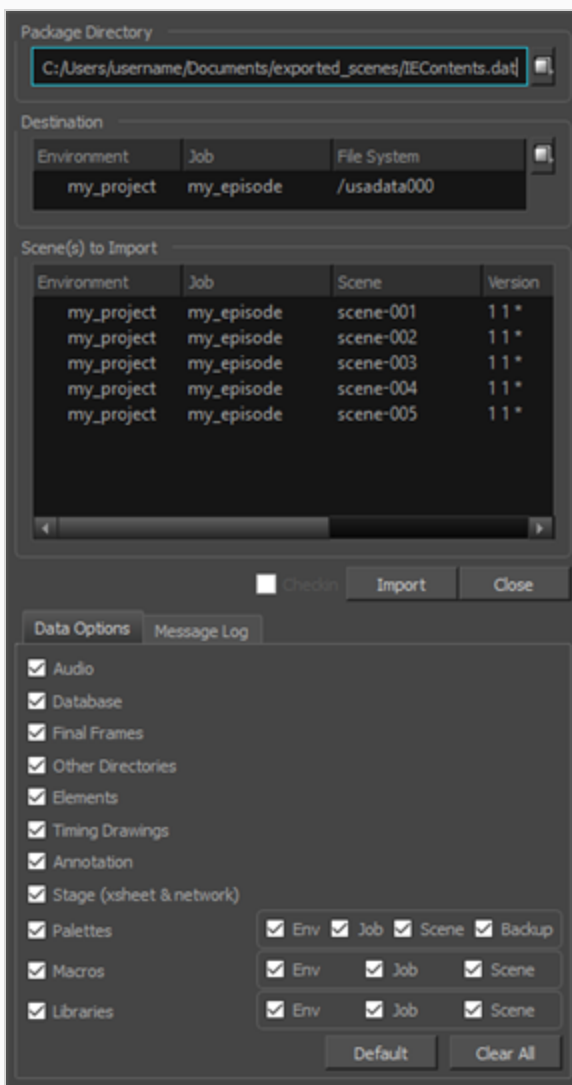 Package Directory
C:/Users/username/Documents/exported_scenes/IEContents.dat
Destination
Environment Job File System
my_project my_episode /usadata000
Scene(s) to Import
Environment Job Scene Version
my_project my_episode scene-001 1 1 *
my_project my_episode scene-002 1 1 *
my_project my_episode scene-003 1 1 *
my_project my_episode scene-004 1 1 *
my_project my_episode scene-005 1 1 *
Checkin Import Close
Data Options Message Log
Audio
Database
Final Frames
Other Directories
Elements
Timing Drawings
Annotation
Stage (xsheet & network)
Palettes Env Job Scene Backup
Macros Env Job Scene
Libraries Env Job Scene
Default Clear All